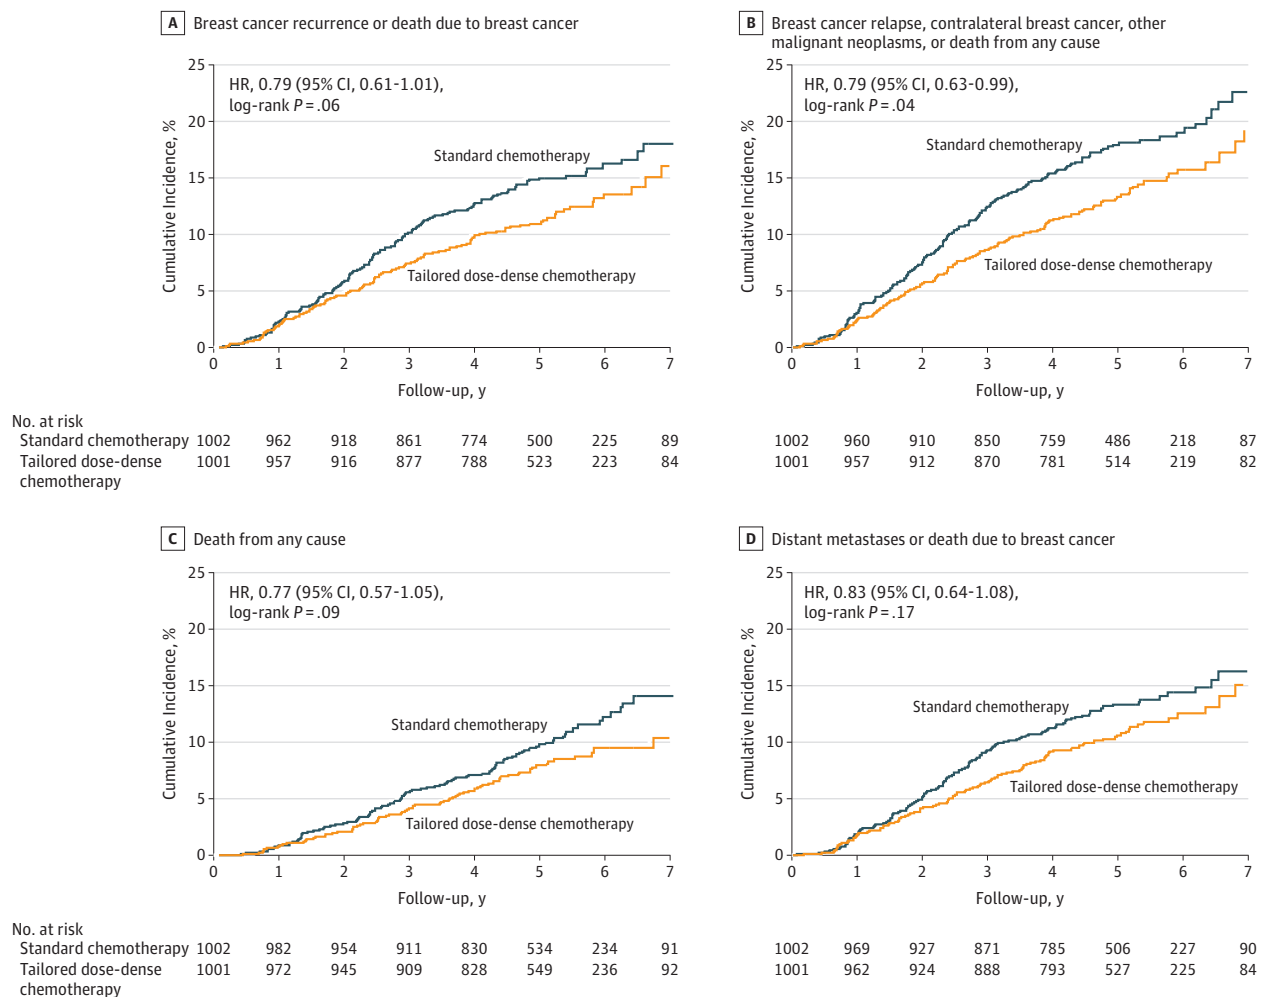 A Breast cancer recurrence or death due to breast cancer
HR, 0.79 (95% CI, 0.61-1.01),
log-rank P = .06
25
20
15
10
5
0
Cumulative Incidence, %
Standard chemotherapy
Tailored dose-dense chemotherapy
0 1 2 3 4 5 6 7
Follow-up, y
No. at risk
Standard chemotherapy 1002 962 918 861 774 500 225 89
Tailored dose-dense 1001 957 916 877 788 523 223 84
chemotherapy
B Breast cancer relapse, contralateral breast cancer, other
malignant neoplasms, or death from any cause
HR, 0.79 (95% CI, 0.63-0.99),
log-rank P = .04
25
20
15
10
5
0
Cumulative Incidence, %
Standard chemotherapy
Tailored dose-dense chemotherapy
0 1 2 3 4 5 6 7
Follow-up, y
1002 960 910 850 759 486 218 87
1001 957 912 870 781 514 219 82
C Death from any cause
HR, 0.77 (95% CI, 0.57-1.05),
log-rank P = .09
25
20
15
10
5
0
Cumulative Incidence, %
Standard chemotherapy
Tailored dose-dense chemotherapy
0 1 2 3 4 5 6 7
Follow-up, y
No. at risk
Standard chemotherapy 1002 982 954 911 830 534 234 91
Tailored dose-dense 1001 972 945 909 828 549 236 92
chemotherapy
D Distant metastases or death due to breast cancer
HR, 0.83 (95% CI, 0.64-1.08),
log-rank P = .17
25
20
15
10
5
0
Cumulative Incidence, %
Standard chemotherapy
Tailored dose-dense chemotherapy
0 1 2 3 4 5 6 7
Follow-up, y
1002 969 927 871 785 506 227 90
1001 962 924 888 793 527 225 84